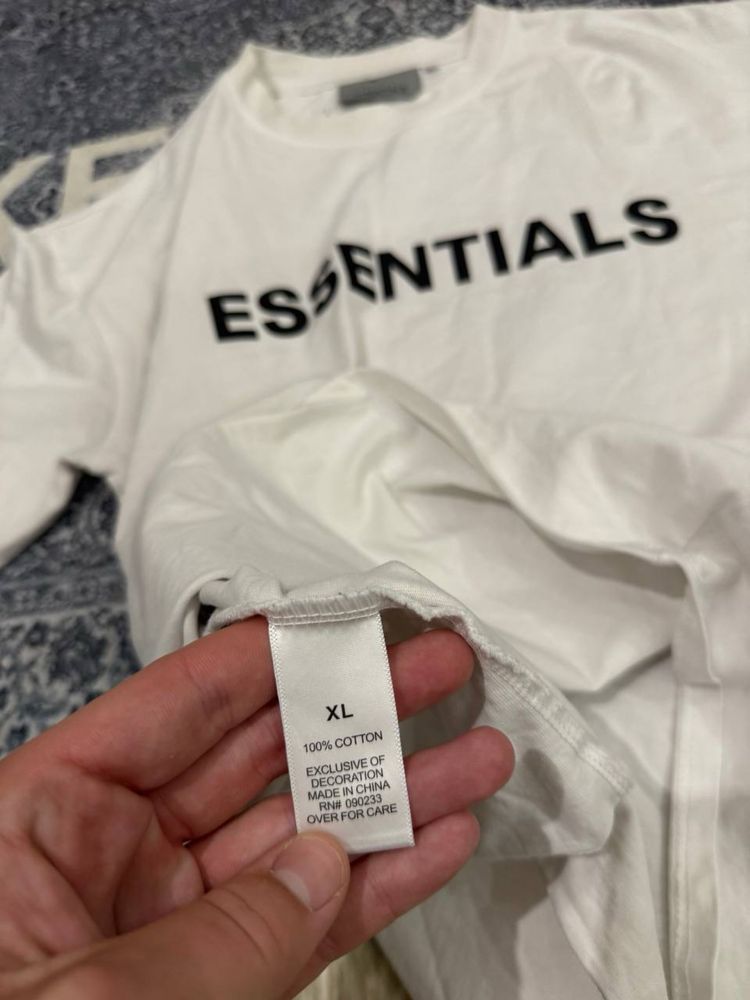 ESSENTIALS
XL
100% COTTON
EXCLUSIVE OF
DECORATION
MADE IN CHINA
RN# 090233
OVER FOR CARE